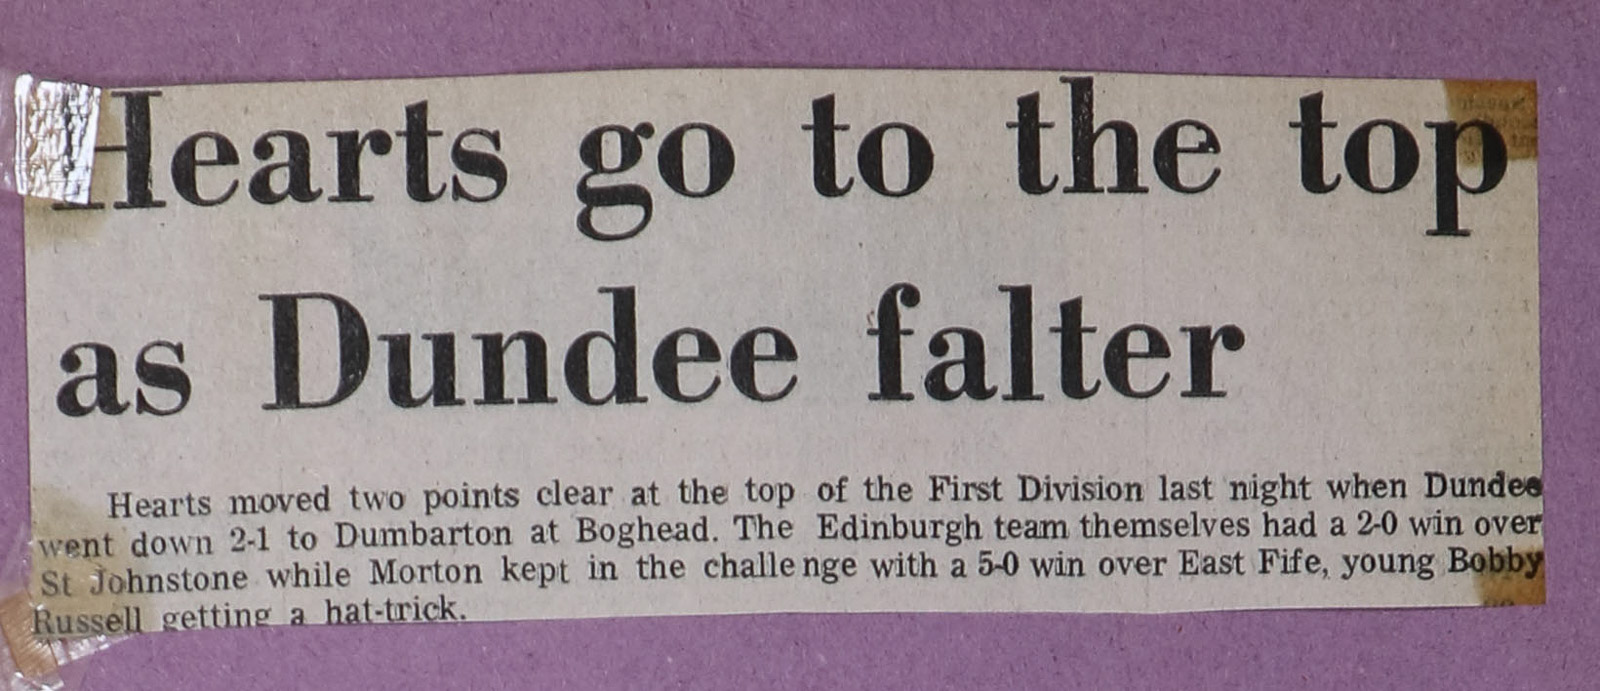 Hearts go to the top
as Dundee falter
Hearts moved two points clear at the top of the First Division last night when Dundee
went down 2-1 to Dumbarton at Boghead. The Edinburgh team themselves had a 2-0 win over
St Johnstone while Morton kept in the challenge with a 5-0 win over East Fife, young Bobby
Russell getting a hat-trick.